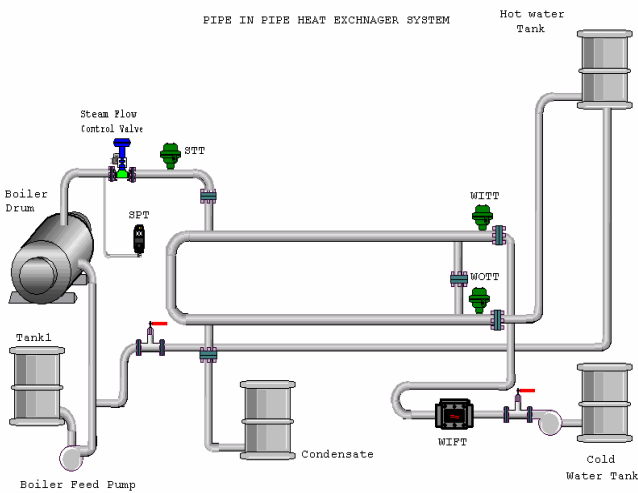 PIPE IN PIPE HEAT EXCHNAGER SYSTEM
Hot water
Tank
Steam Flow
Control Valve
STT
Boiler
Drum
SPT
WITT
WOTT
Tank1
WIFT
Condensate
Cold
Water Tank
Boiler Feed Pump